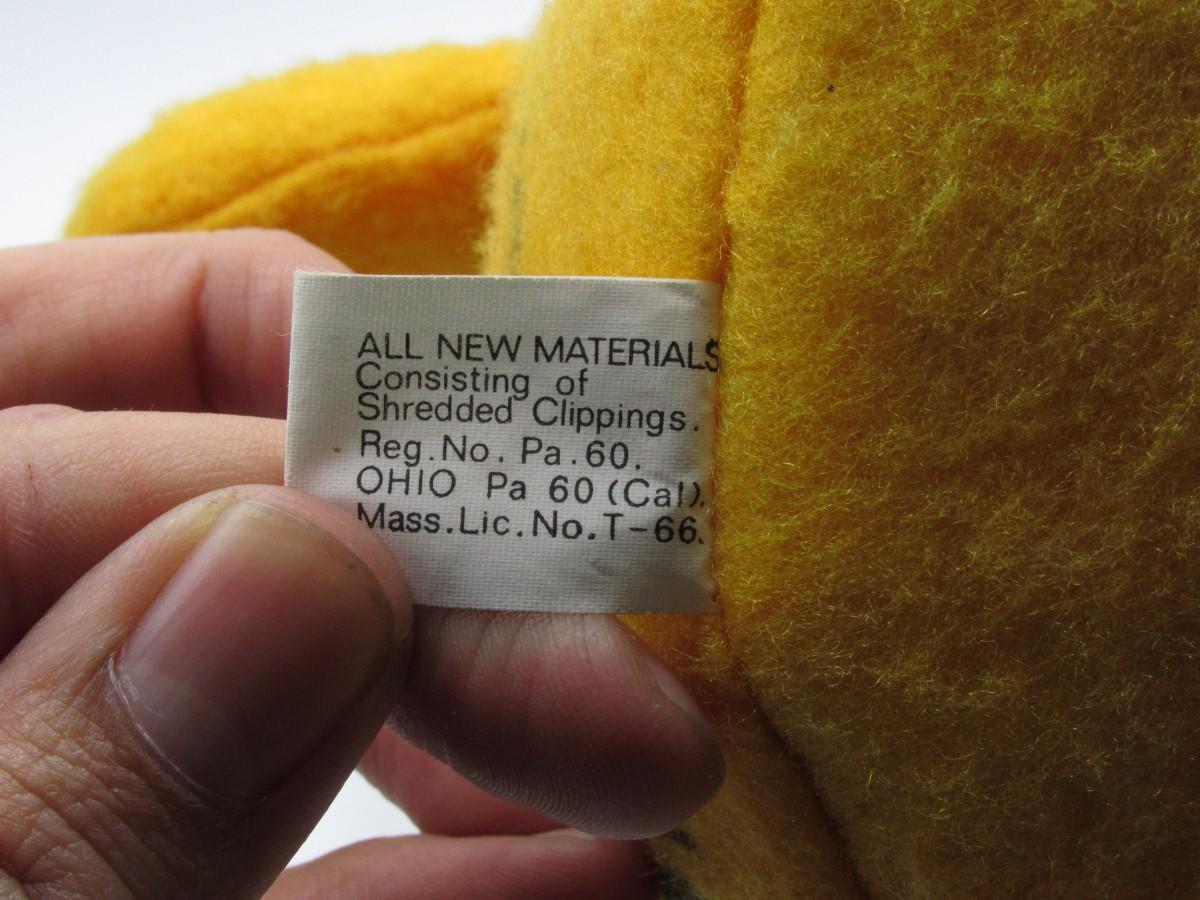 ALL NEW MATERIALS
Consisting of
Shredded Clippings.
Reg.No. Pa.60.
OHIO Pa 60 (Cal).
Mass.Lic.No.T-66.